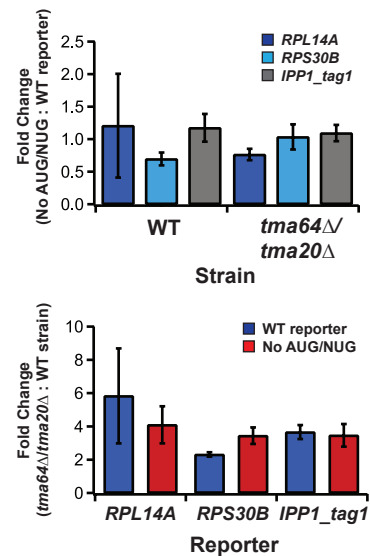 Fold Change
(No AUG/NUG : WT reporter)
2.5
2.0
1.5
1.0
0.5
0.0
RPL14A
RPS30B
IPP1_tag1
WT
tma64Δ/
tma20Δ
Strain
Fold Change
(tma64Δ/tma20Δ : WT strain)
10
8
6
4
2
0
WT reporter
No AUG/NUG
RPL14A RPS30B IPP1_tag1
Reporter